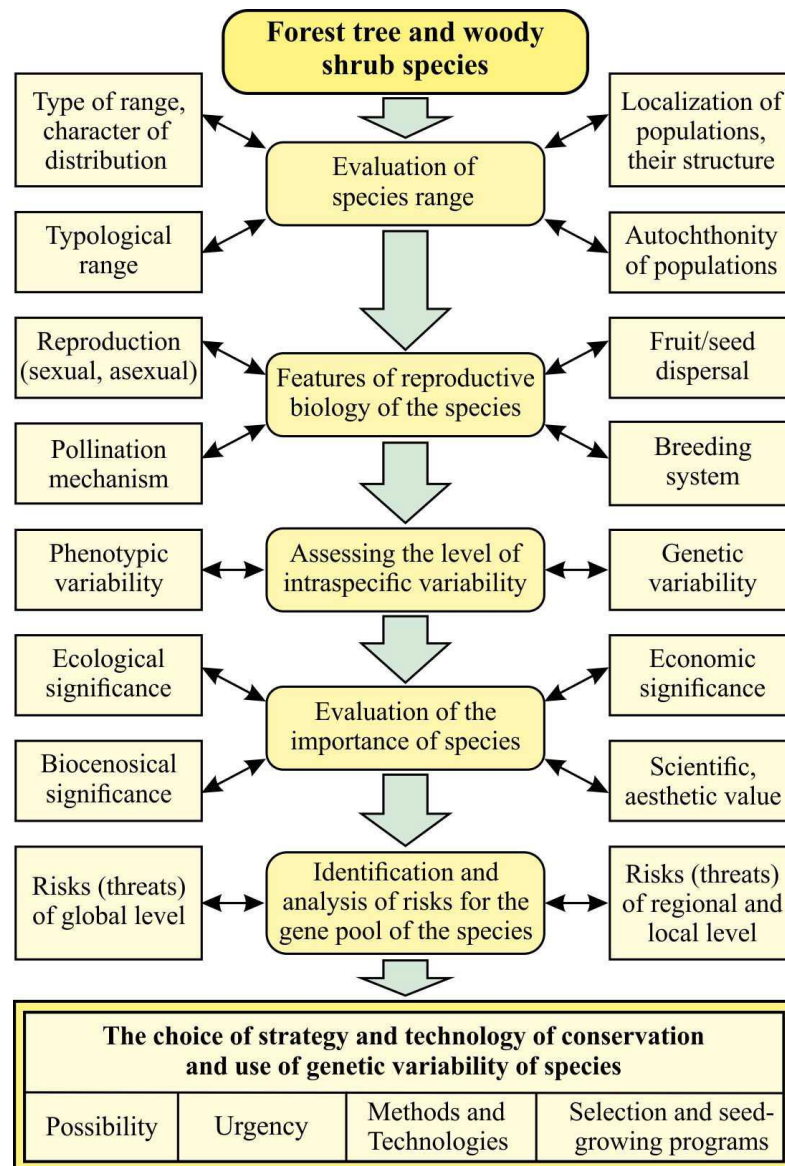 Forest tree and woody
shrub species
Type of range,
character of
distribution
Localization of
populations,
their structure
Evaluation of
species range
Typological
range
Autochthonity
of populations
Reproduction
(sexual, asexual)
Fruit/seed
dispersal
Features of reproductive
biology of the species
Pollination
mechanism
Breeding
system
Phenotypic
variability
Assessing the level of
intraspecific variability
Genetic
variability
Ecological
significance
Economic
significance
Evaluation of the
importance of species
Biocenosical
significance
Scientific,
aesthetic value
Risks (threats)
of global level
Identification and
analysis of risks for the
gene pool of the species
Risks (threats)
of regional and
local level
The choice of strategy and technology of conservation
and use of genetic variability of species
Possibility
Urgency
Methods and
Technologies
Selection and seed-
growing programs